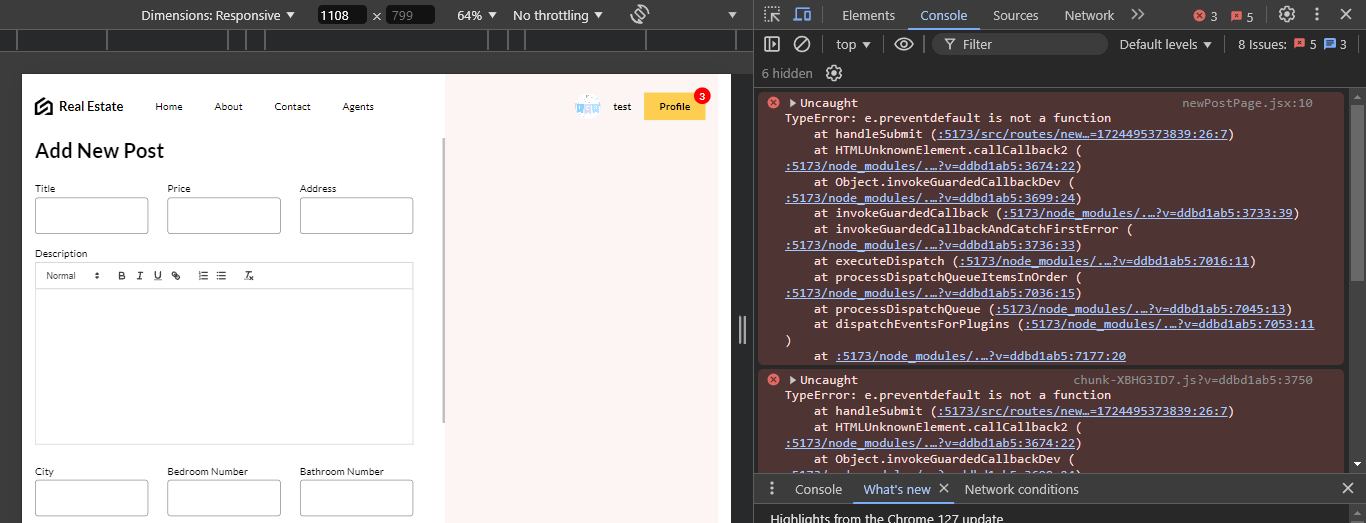 Dimensions: Responsive 1108 × 799 64% No throttling
Real Estate Home About Contact Agents test Profile 3
Add New Post
Title Price Address
Description
Normal B I U
City Bedroom Number Bathroom Number
Elements Console Sources Network 3 5
top Filter Default levels 8 Issues: 5 3
6 hidden
Uncaught newPostPage.jsx:10
TypeError: e.preventdefault is not a function
at handleSubmit (:5173/src/routes/new…=1724495373839:26:7)
at HTMLUnknownElement.callCallback2 (
:5173/node_modules/.…?v=ddbd1ab5:3674:22)
at Object.invokeGuardedCallbackDev (
:5173/node_modules/.…?v=ddbd1ab5:3699:24)
at invokeGuardedCallback (:5173/node_modules/.…?v=ddbd1ab5:3733:39)
at invokeGuardedCallbackAndCatchFirstError (
:5173/node_modules/.…?v=ddbd1ab5:3736:33)
at executeDispatch (:5173/node_modules/.…?v=ddbd1ab5:7016:11)
at processDispatchQueueItemsInOrder (
:5173/node_modules/.…?v=ddbd1ab5:7036:15)
at processDispatchQueue (:5173/node_modules/.…?v=ddbd1ab5:7045:13)
at dispatchEventsForPlugins (:5173/node_modules/.…?v=ddbd1ab5:7053:11
)
at :5173/node_modules/.…?v=ddbd1ab5:7177:20
Uncaught chunk-XBHG3ID7.js?v=ddbd1ab5:3750
TypeError: e.preventdefault is not a function
at handleSubmit (:5173/src/routes/new…=1724495373839:26:7)
at HTMLUnknownElement.callCallback2 (
:5173/node_modules/.…?v=ddbd1ab5:3674:22)
at Object.invokeGuardedCallbackDev (
Console What's new Network conditions
Highlights from the Chrome 127 update